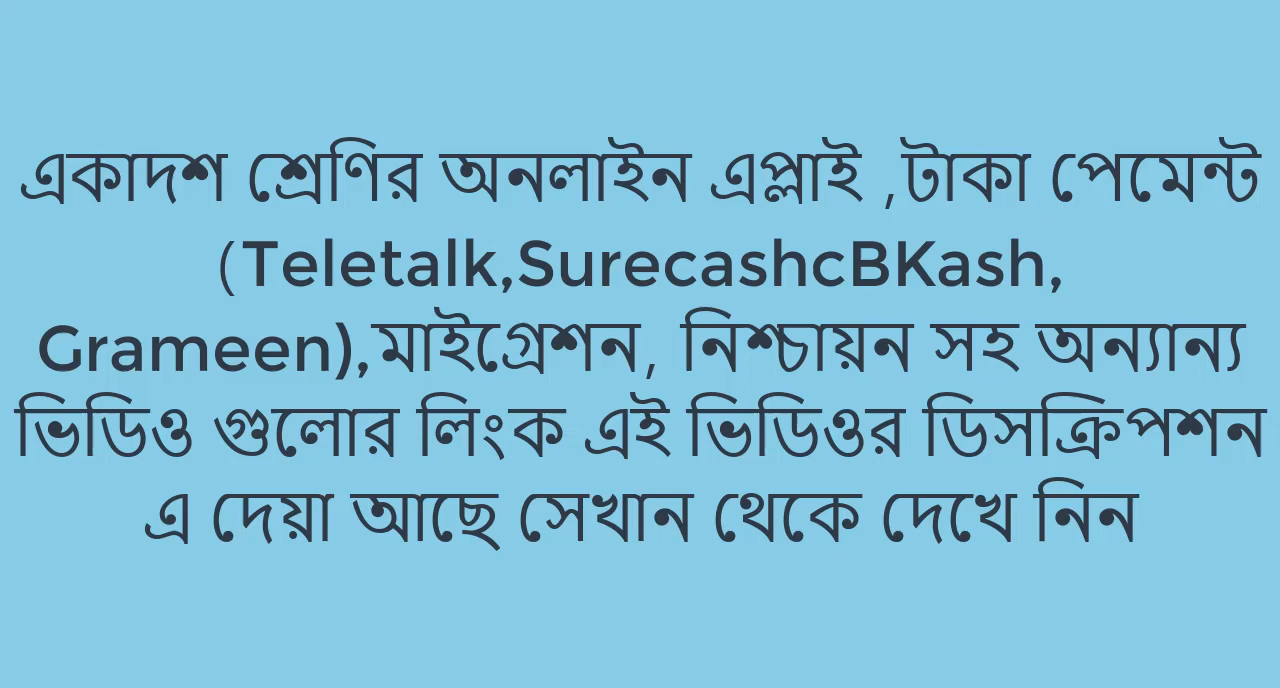 একাদশ শ্রেণির অনলাইন এপ্লাই ,টাকা পেমেন্ট
(Teletalk,SurecashcBKash,
Grameen),মাইগ্রেশন, নিশ্চায়ন সহ অন্যান্য
ভিডিও গুলোর লিংক এই ভিডিওর ডিসক্রিপশন
এ দেয়া আছে সেখান থেকে দেখে নিন